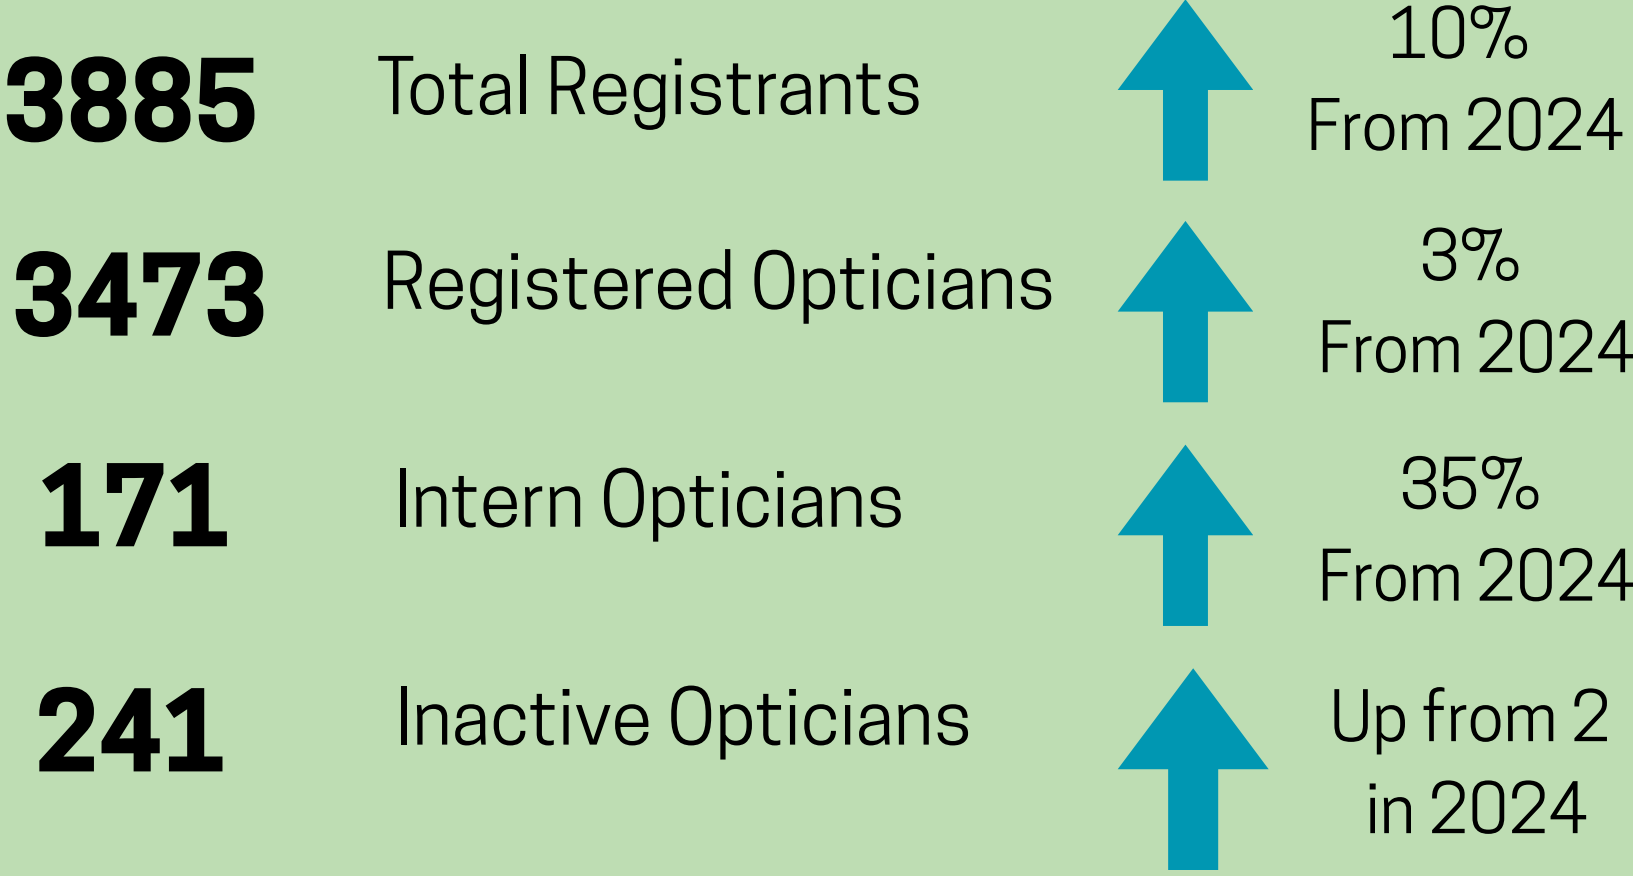 3885 Total Registrants 10%
From 2024
3473 Registered Opticians 3%
From 2024
171 Intern Opticians 35%
From 2024
241 Inactive Opticians Up from 2
in 2024